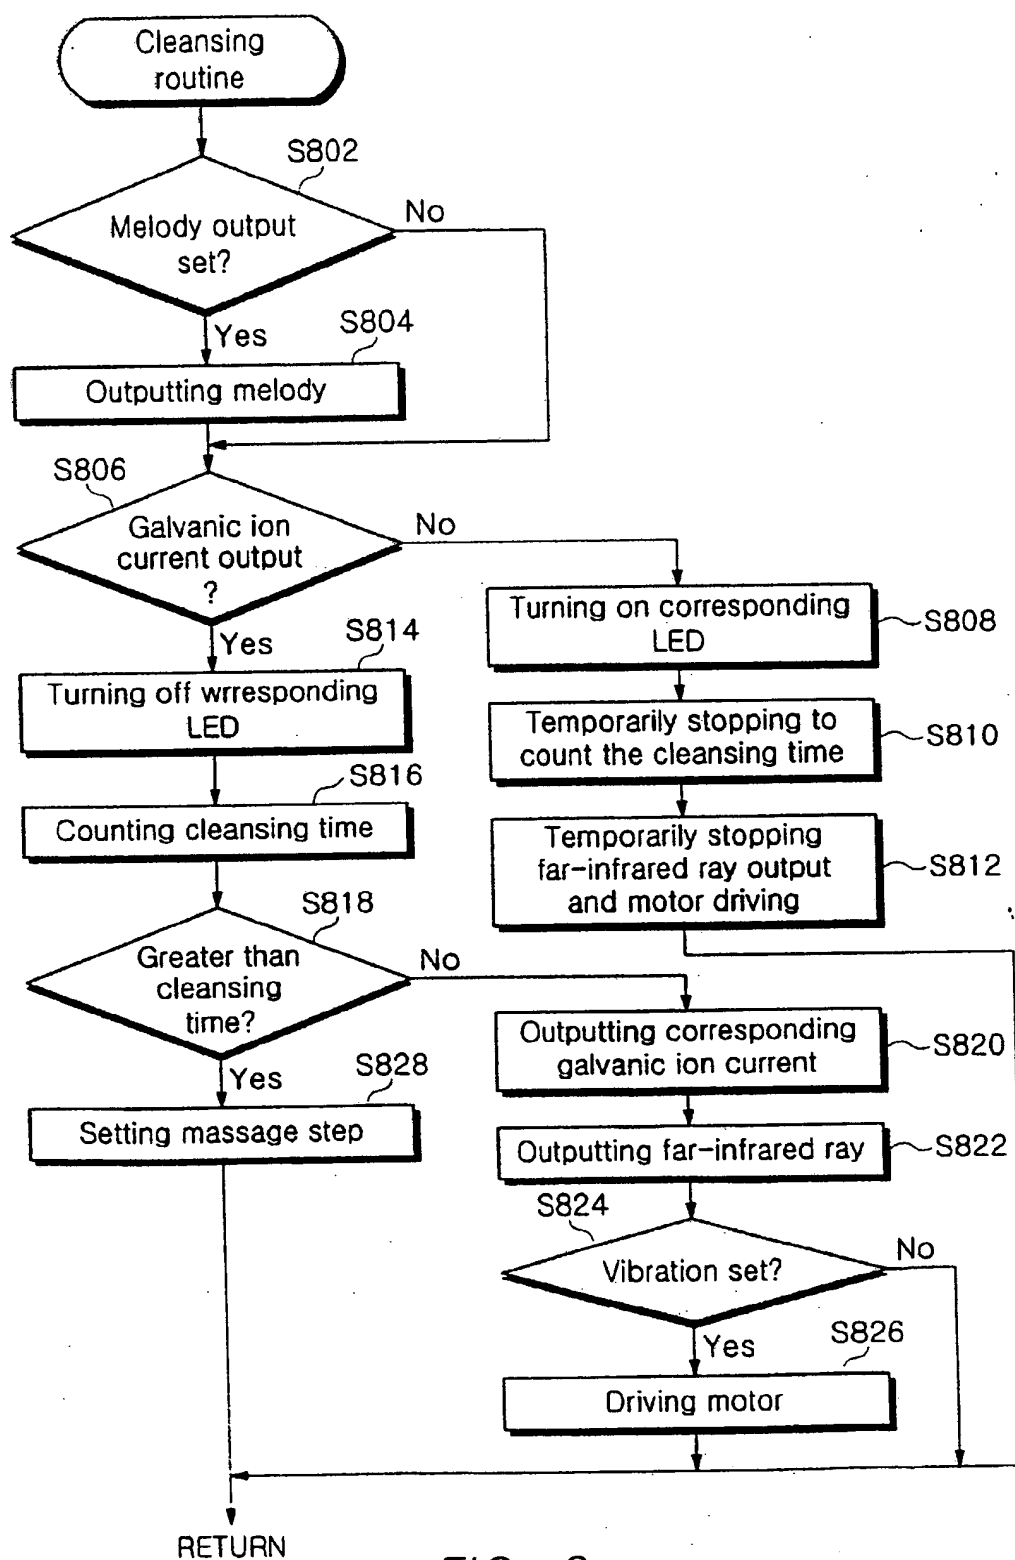 Cleansing
routine
S802
Melody output
set?
No
Yes
S804
Outputting melody
S806
Galvanic ion
current output
?
No
Yes
Turning on corresponding
LED
S808
S814
Turning off wrresponding
LED
Temporarily stopping to
count the cleansing time
S810
S816
Counting cleansing time
Temporarily stopping
far-infrared ray output
and motor driving
S812
S818
Greater than
cleansing
time?
No
Yes
Outputting corresponding
galvanic ion current
S820
S828
Setting massage step
Outputting far-infrared ray
S822
S824
Vibration set?
No
Yes
S826
Driving motor
RETURN